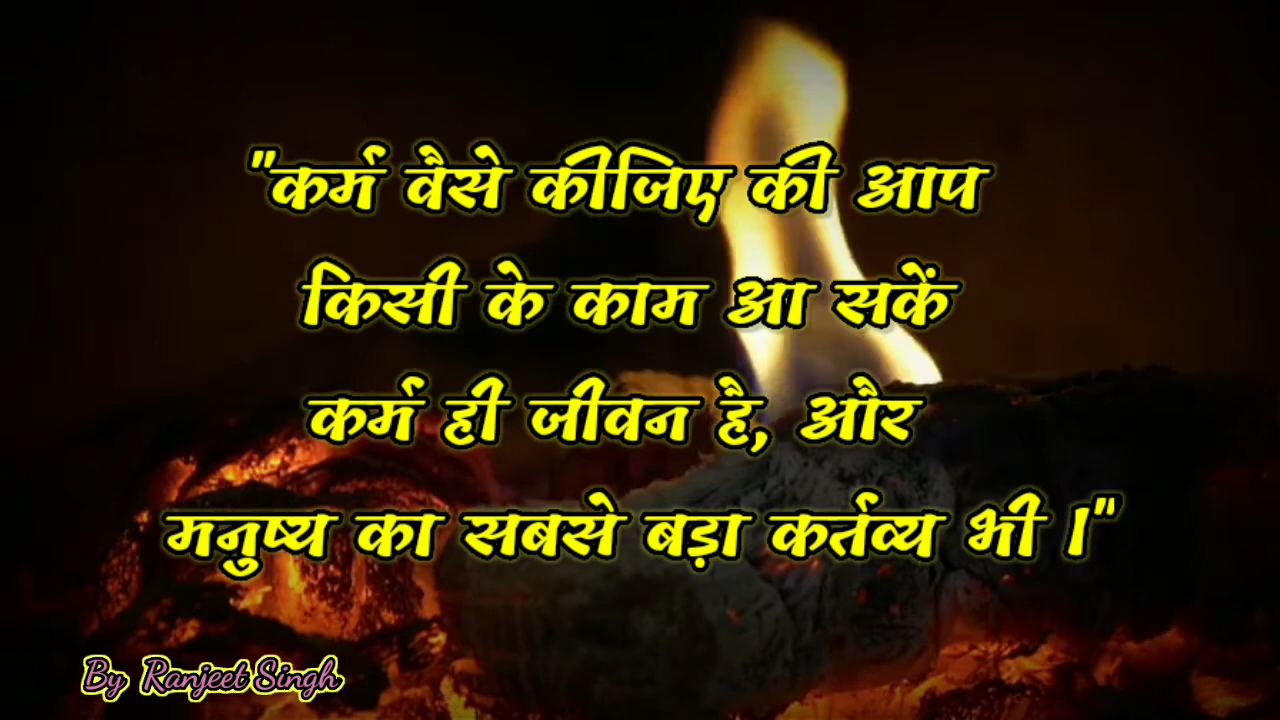 "कर्म वैसे कीजिए की आप
किसी के काम आ सकें
कर्म ही जीवन है, और
मनुष्य का सबसे बड़ा कर्तव्य भी ।"
By Ranjeet Singh